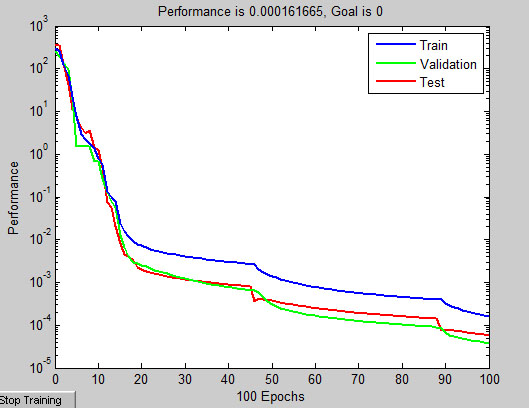 Performance is 0.000161665, Goal is 0
10^3
Train
Validation
Test
10^2
10^1
10^0
10^-1
10^-2
10^-3
10^-4
10^-5
Performance
0 10 20 30 40 50 60 70 80 90 100
100 Epochs
Stop Training